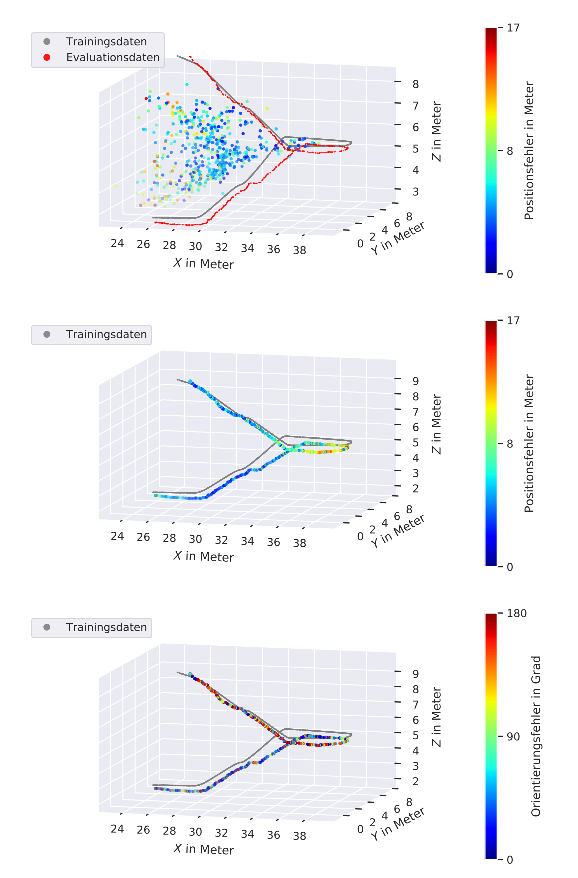 Trainingsdaten
Evaluationsdaten
17
8
0
Positionsfehler in Meter
8
7
6
5
4
3
Z in Meter
0 2 4 6 8
Y in Meter
24 26 28 30 32 34 36 38
X in Meter
Trainingsdaten
17
8
0
Positionsfehler in Meter
9
8
7
6
5
4
3
2
Z in Meter
0 2 4 6 8
Y in Meter
24 26 28 30 32 34 36 38
X in Meter
Trainingsdaten
180
90
0
Orientierungsfehler in Grad
9
8
7
6
5
4
3
2
Z in Meter
0 2 4 6 8
Y in Meter
24 26 28 30 32 34 36 38
X in Meter